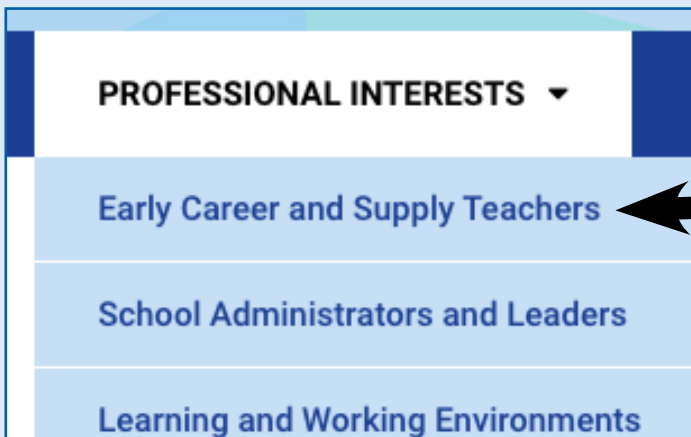 PROFESSIONAL INTERESTS
Early Career and Supply Teachers
School Administrators and Leaders
Learning and Working Environments